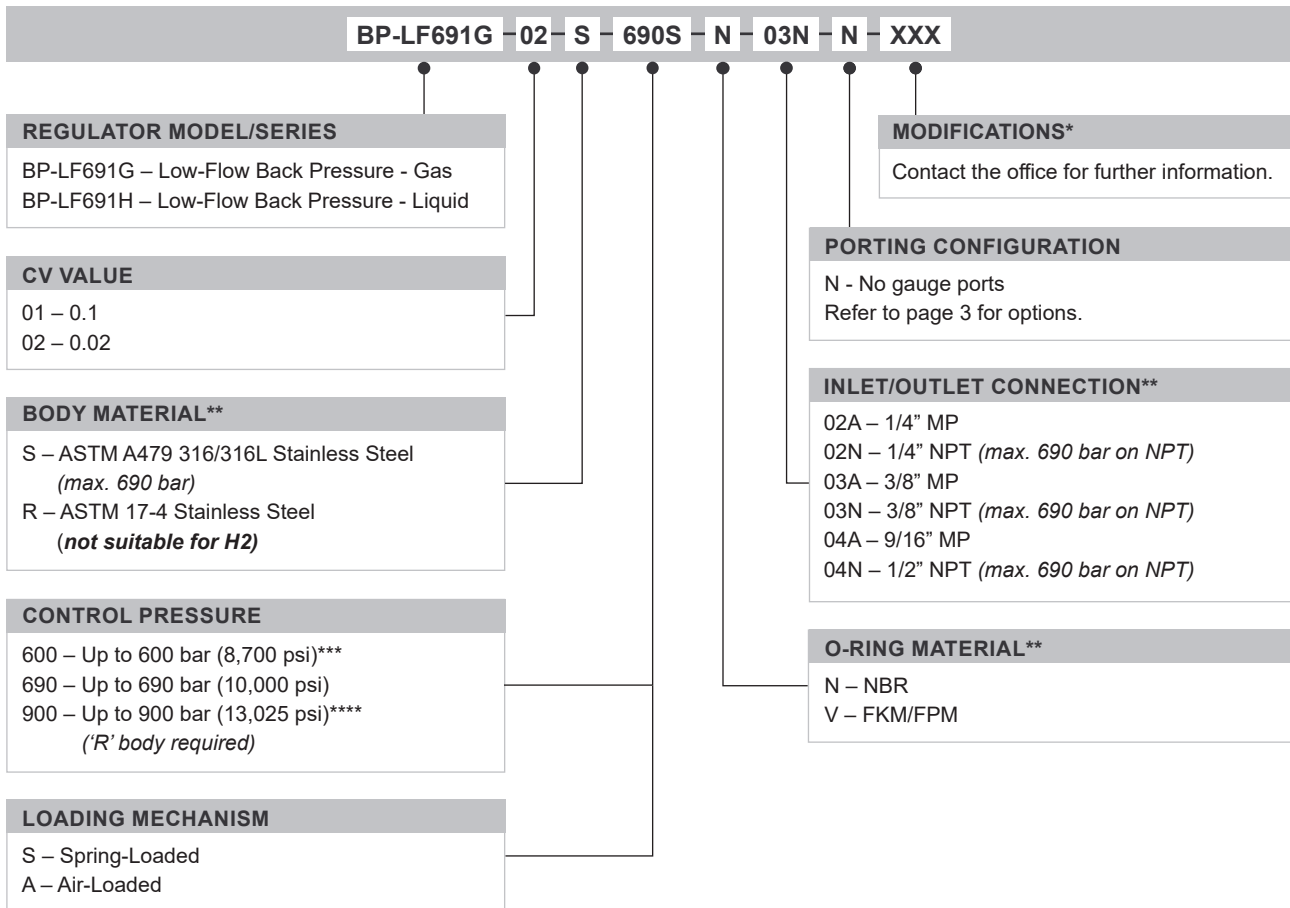 BP-LF691G - 02 - S - 690S - N - 03N - N - XXX
REGULATOR MODEL/SERIES
BP-LF691G – Low-Flow Back Pressure - Gas
BP-LF691H – Low-Flow Back Pressure - Liquid
CV VALUE
01 – 0.1
02 – 0.02
BODY MATERIAL**
S – ASTM A479 316/316L Stainless Steel
(max. 690 bar)
R – ASTM 17-4 Stainless Steel
(not suitable for H2)
CONTROL PRESSURE
600 – Up to 600 bar (8,700 psi)***
690 – Up to 690 bar (10,000 psi)
900 – Up to 900 bar (13,025 psi)****
(‘R’ body required)
LOADING MECHANISM
S – Spring-Loaded
A – Air-Loaded
MODIFICATIONS*
Contact the office for further information.
PORTING CONFIGURATION
N - No gauge ports
Refer to page 3 for options.
INLET/OUTLET CONNECTION**
02A – 1/4” MP
02N – 1/4” NPT (max. 690 bar on NPT)
03A – 3/8” MP
03N – 3/8” NPT (max. 690 bar on NPT)
04A – 9/16” MP
04N – 1/2” NPT (max. 690 bar on NPT)
O-RING MATERIAL**
N – NBR
V – FKM/FPM